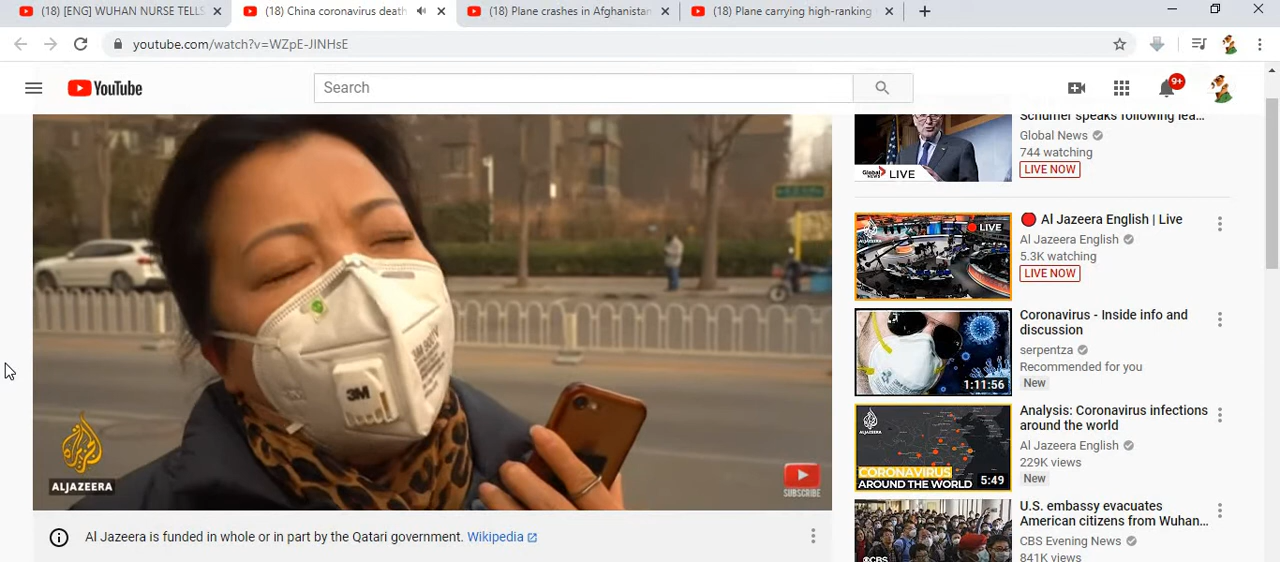 (18) [ENG] WUHAN NURSE TELLS
(18) China coronavirus death
(18) Plane crashes in Afghanistan
(18) Plane carrying high-ranking
youtube.com/watch?v=WZpE-JINHsE
YouTube
Search
9+
3M
ALJAZEERA
SUBSCRIBE
Al Jazeera is funded in whole or in part by the Qatari government. Wikipedia
Schumer speaks following lea...
Global News
744 watching
LIVE NOW
Global News
LIVE
Al Jazeera English | Live
Al Jazeera English
5.3K watching
LIVE NOW
LIVE
Coronavirus - Inside info and
discussion
serpentza
Recommended for you
New
1:11:56
Analysis: Coronavirus infections
around the world
Al Jazeera English
229K views
New
ALJAZEERA
CORONAVIRUS
AROUND THE WORLD
5:49
U.S. embassy evacuates
American citizens from Wuhan...
CBS Evening News
841K views
CBS